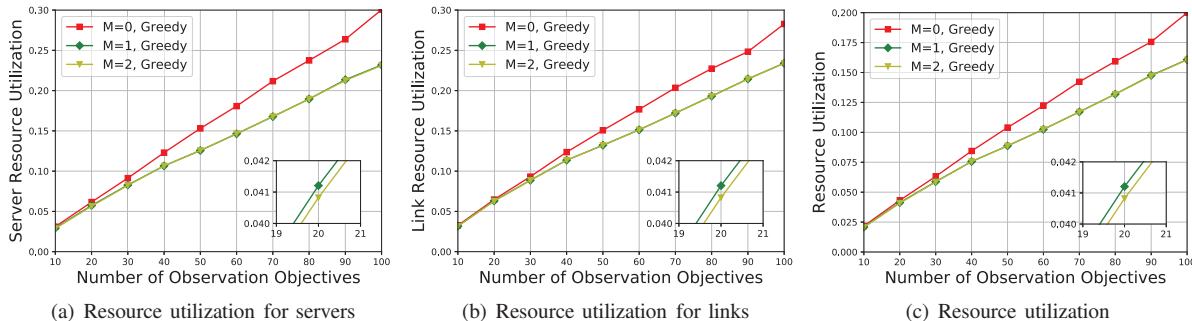 0.30
0.25
0.20
0.15
0.10
0.05
0.00
Server Resource Utilization
M=0, Greedy
M=1, Greedy
M=2, Greedy
0.042
0.041
0.040
19 20 21
10 20 30 40 50 60 70 80 90 100
Number of Observation Objectives
(a) Resource utilization for servers
0.30
0.25
0.20
0.15
0.10
0.05
0.00
Link Resource Utilization
M=0, Greedy
M=1, Greedy
M=2, Greedy
0.042
0.041
0.040
19 20 21
10 20 30 40 50 60 70 80 90 100
Number of Observation Objectives
(b) Resource utilization for links
0.200
0.175
0.150
0.125
0.100
0.075
0.050
0.025
0.000
Resource Utilization
M=0, Greedy
M=1, Greedy
M=2, Greedy
0.042
0.041
0.040
19 20 21
10 20 30 40 50 60 70 80 90 100
Number of Observation Objectives
(c) Resource utilization